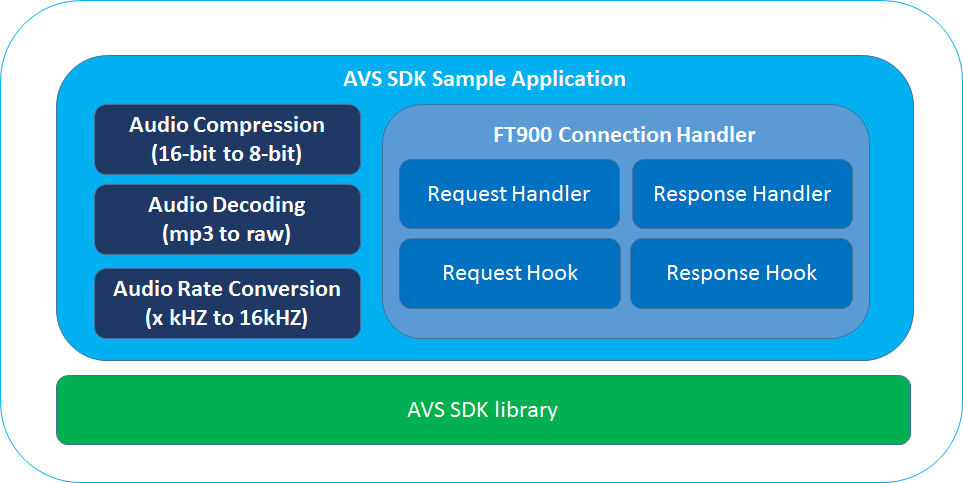 AVS SDK Sample Application
Audio Compression
(16-bit to 8-bit)
Audio Decoding
(mp3 to raw)
Audio Rate Conversion
(x kHZ to 16kHZ)
FT900 Connection Handler
Request Handler
Response Handler
Request Hook
Response Hook
AVS SDK library